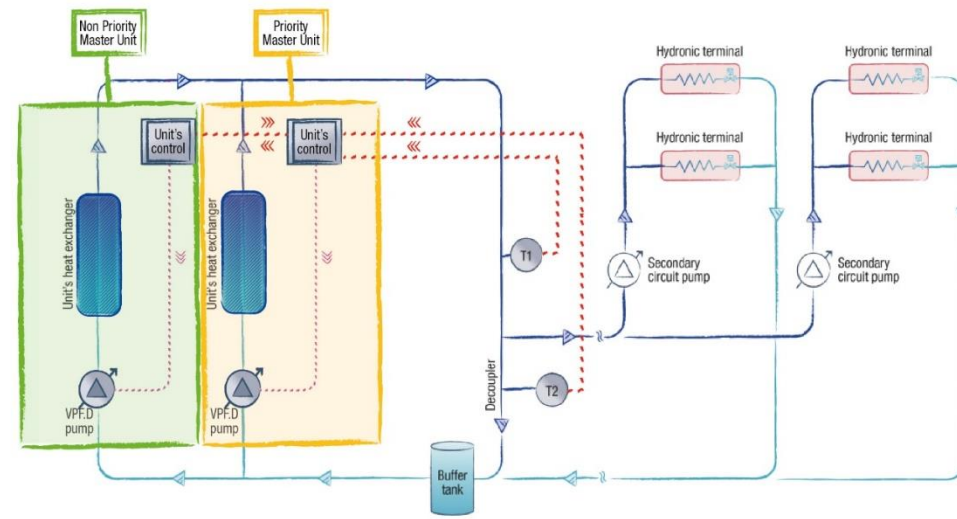 Non Priority
Master Unit
Priority
Master Unit
Unit's
control
Unit's
control
Unit's heat exchanger
Unit's heat exchanger
VPF.D
pump
VPF.D
pump
T1
T2
Decoupler
Buffer
tank
Hydronic terminal
Hydronic terminal
Hydronic terminal
Hydronic terminal
Secondary
circuit pump
Secondary
circuit pump